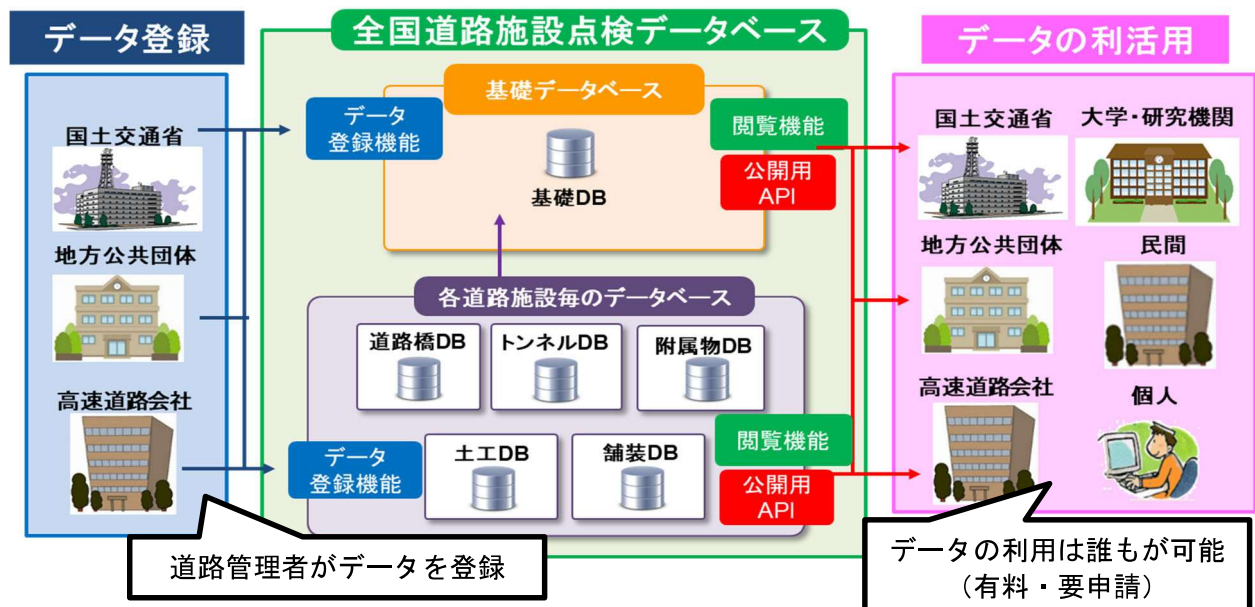 データ登録
国土交通省
地方公共団体
高速道路会社
道路管理者がデータを登録
全国道路施設点検データベース
基礎データベース
データ
登録機能
基礎DB
閲覧機能
公開用
API
各道路施設毎のデータベース
道路橋DB
トンネルDB
附属物DB
データ
登録機能
土工DB
舗装DB
閲覧機能
公開用
API
データの利活用
国土交通省
大学・研究機関
地方公共団体
民間
高速道路会社
個人
データの利用は誰もが可能
（有料・要申請）